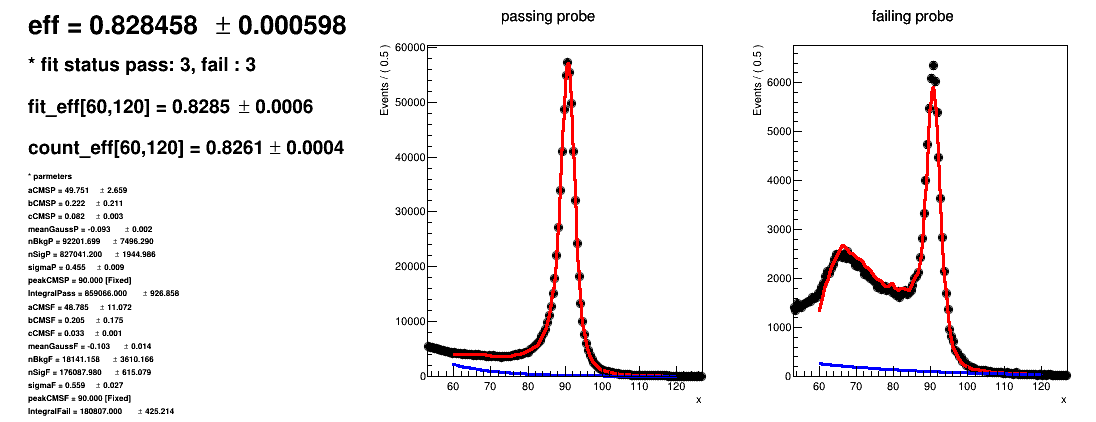 eff = 0.828458 ± 0.000598
* fit status pass: 3, fail : 3
fit_eff[60,120] = 0.8285 ± 0.0006
count_eff[60,120] = 0.8261 ± 0.0004
* parmeters
aCMSP = 49.751 ± 2.659
bCMSP = 0.222 ± 0.211
cCMSP = 0.082 ± 0.003
meanGaussP = -0.093 ± 0.002
nBkgP = 92201.699 ± 7496.290
nSigP = 827041.200 ± 1944.986
sigmaP = 0.455 ± 0.009
peakCMSP = 90.000 [Fixed]
IntegralPass = 859066.000 ± 926.858
aCMSF = 48.785 ± 11.072
bCMSF = 0.205 ± 0.175
cCMSF = 0.033 ± 0.001
meanGaussF = -0.103 ± 0.014
nBkgF = 18141.158 ± 3610.166
nSigF = 176087.980 ± 615.079
sigmaF = 0.559 ± 0.027
peakCMSF = 90.000 [Fixed]
IntegralFail = 180807.000 ± 425.214
passing probe
Events / ( 0.5 )
60000
50000
40000
30000
20000
10000
0
60 70 80 90 100 110 120
x
failing probe
Events / ( 0.5 )
6000
5000
4000
3000
2000
1000
0
60 70 80 90 100 110 120
x